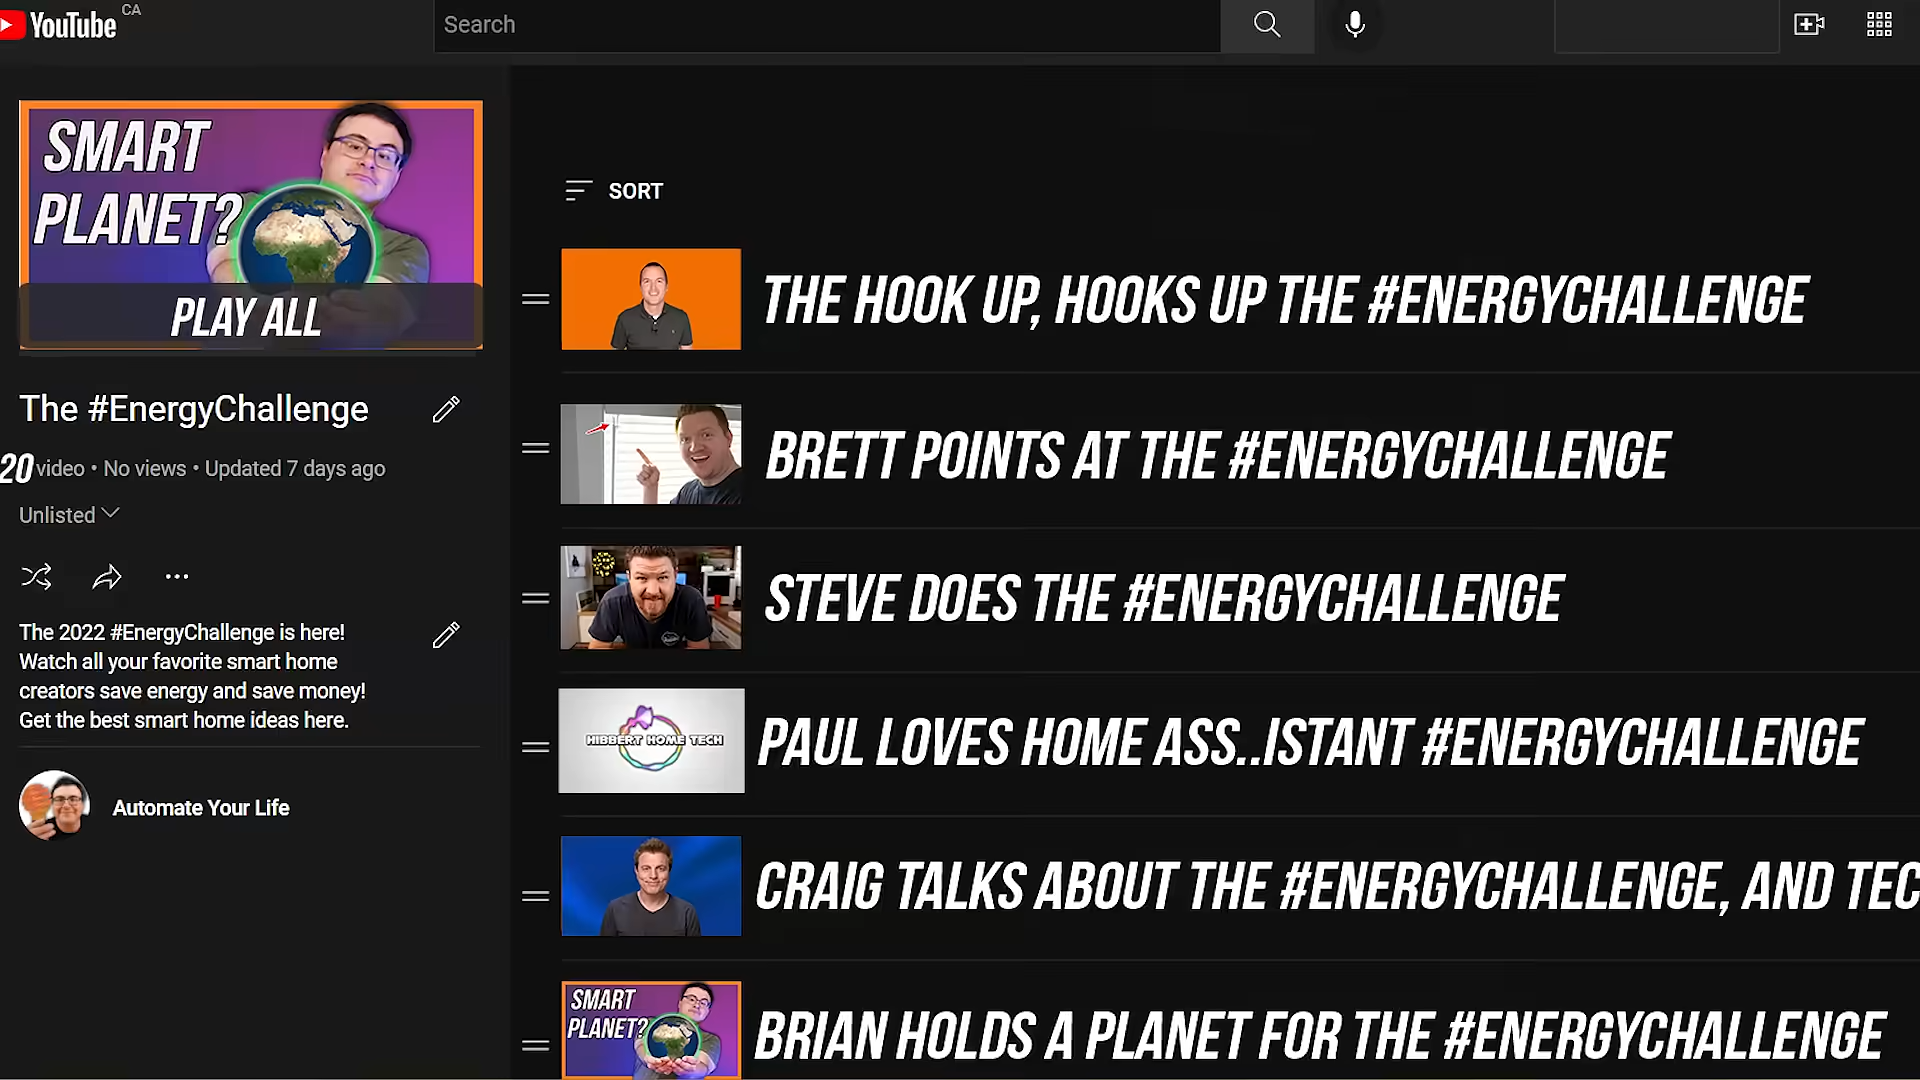 YouTube CA
Search
SMART
PLANET?
PLAY ALL
The #EnergyChallenge
20 video • No views • Updated 7 days ago
Unlisted
The 2022 #EnergyChallenge is here!
Watch all your favorite smart home
creators save energy and save money!
Get the best smart home ideas here.
Automate Your Life
SORT
THE HOOK UP, HOOKS UP THE #ENERGYCHALLENGE
BRETT POINTS AT THE #ENERGYCHALLENGE
STEVE DOES THE #ENERGYCHALLENGE
HIBBERT HOME TECH
PAUL LOVES HOME ASS..ISTANT #ENERGYCHALLENGE
CRAIG TALKS ABOUT THE #ENERGYCHALLENGE, AND TEC
SMART
PLANET?
BRIAN HOLDS A PLANET FOR THE #ENERGYCHALLENGE